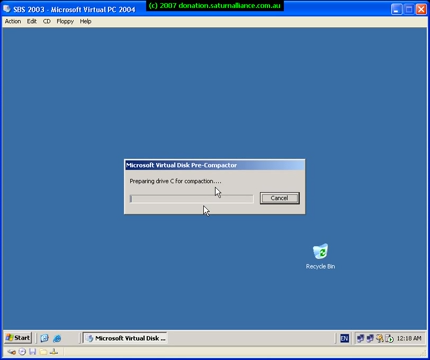 (c) 2007 donation.saturnalliance.com.au
SBS 2003 - Microsoft Virtual PC 2004
Action Edit CD Floppy Help
Microsoft Virtual Disk Pre-Compactor
Preparing drive C for compaction....
Cancel
Recycle Bin
Start
Microsoft Virtual Disk ...
EN
12:18 AM